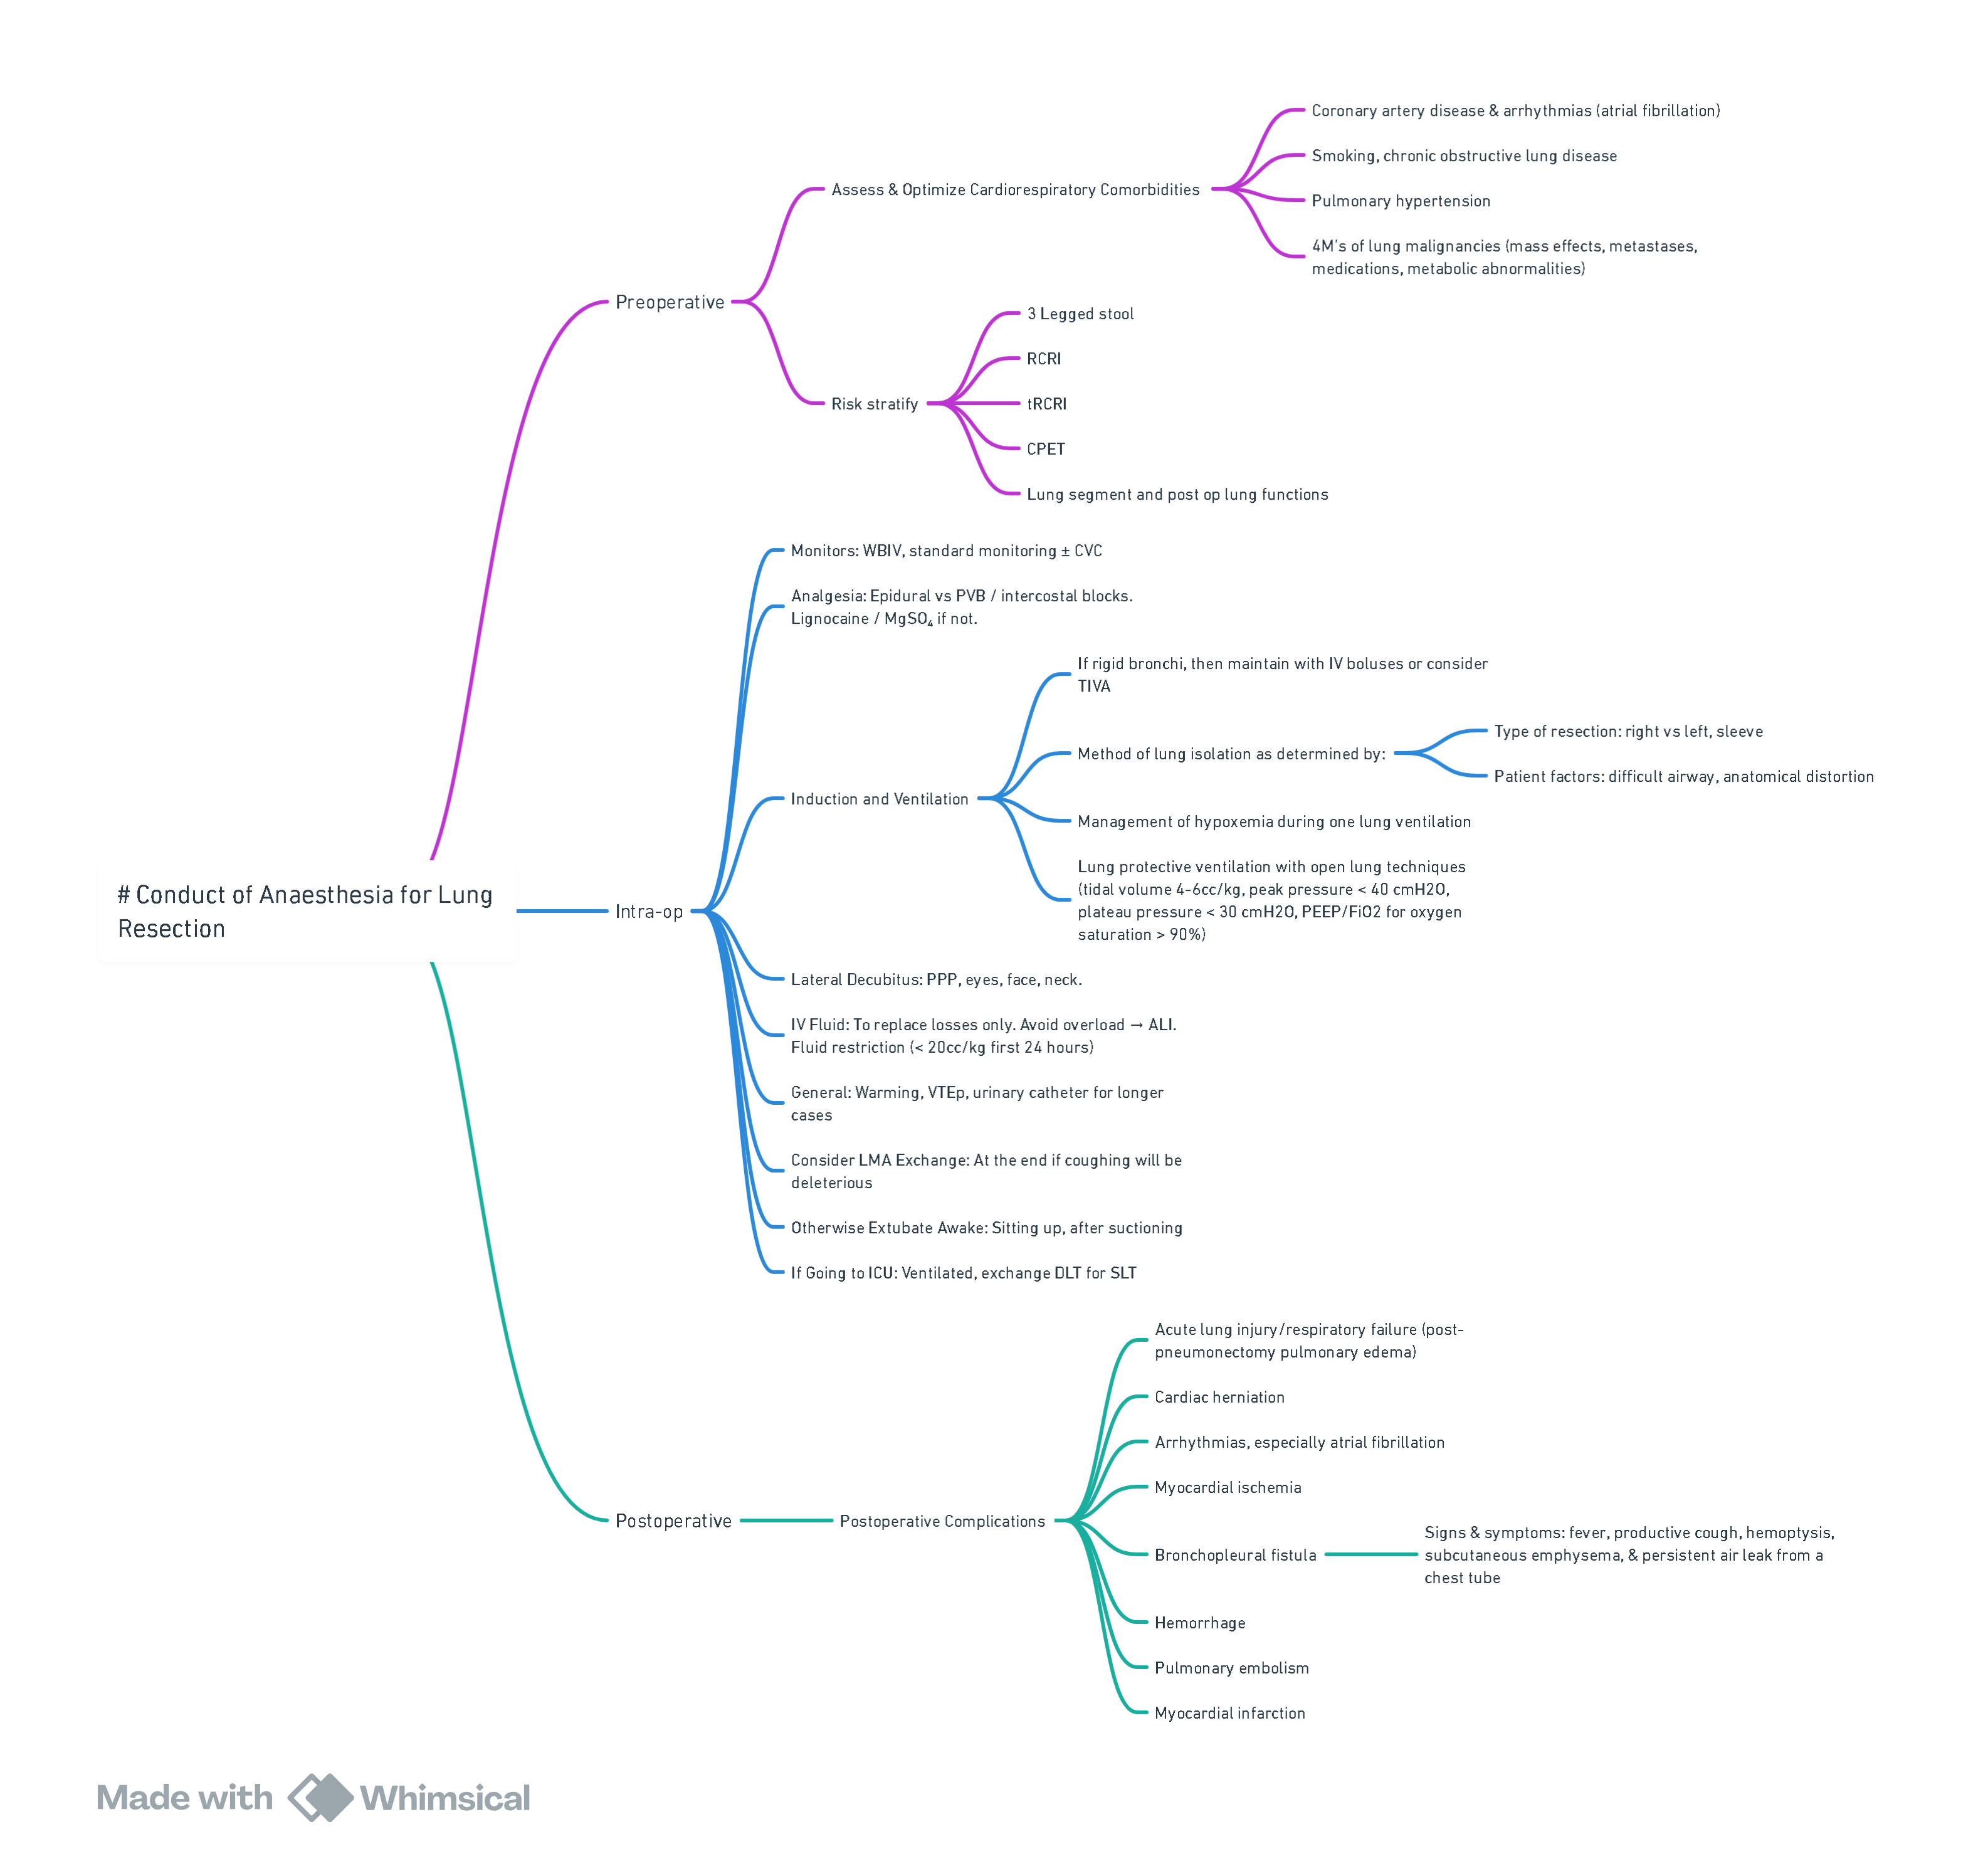 # Conduct of Anaesthesia for Lung
Resection
Preoperative
Assess & Optimize Cardiorespiratory Comorbidities
Coronary artery disease & arrhythmias (atrial fibrillation)
Smoking, chronic obstructive lung disease
Pulmonary hypertension
4M's of lung malignancies (mass effects, metastases,
medications, metabolic abnormalities)
Risk stratify
3 Legged stool
RCRI
tRCRI
CPET
Lung segment and post op lung functions
Intra-op
Monitors: WBIV, standard monitoring ± CVC
Analgesia: Epidural vs PVB / intercostal blocks.
Lignocaine / MgSO₄ if not.
Induction and Ventilation
If rigid bronchi, then maintain with IV boluses or consider
TIVA
Method of lung isolation as determined by:
Type of resection: right vs left, sleeve
Patient factors: difficult airway, anatomical distortion
Management of hypoxemia during one lung ventilation
Lung protective ventilation with open lung techniques
(tidal volume 4-6cc/kg, peak pressure < 40 cmH2O,
plateau pressure < 30 cmH2O, PEEP/FiO2 for oxygen
saturation > 90%)
Lateral Decubitus: PPP, eyes, face, neck.
IV Fluid: To replace losses only. Avoid overload → ALI.
Fluid restriction (< 20cc/kg first 24 hours)
General: Warming, VTEp, urinary catheter for longer
cases
Consider LMA Exchange: At the end if coughing will be
deleterious
Otherwise Extubate Awake: Sitting up, after suctioning
If Going to ICU: Ventilated, exchange DLT for SLT
Postoperative
Postoperative Complications
Acute lung injury/respiratory failure (post-
pneumonectomy pulmonary edema)
Cardiac herniation
Arrhythmias, especially atrial fibrillation
Myocardial ischemia
Bronchopleural fistula
Signs & symptoms: fever, productive cough, hemoptysis,
subcutaneous emphysema, & persistent air leak from a
chest tube
Hemorrhage
Pulmonary embolism
Myocardial infarction
Made with Whimsical